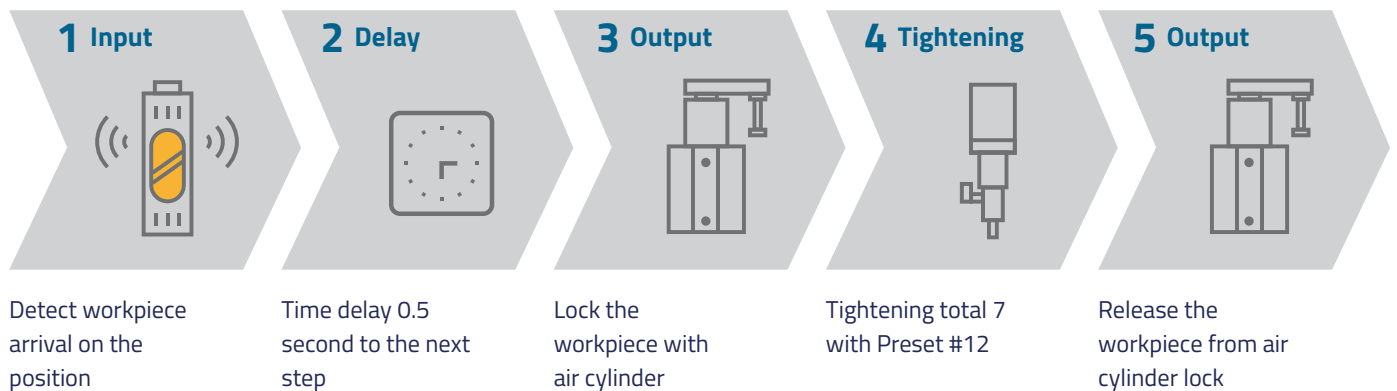 1 Input
2 Delay
3 Output
4 Tightening
5 Output
Detect workpiece
arrival on the
position
Time delay 0.5
second to the next
step
Lock the
workpiece with
air cylinder
Tightening total 7
with Preset #12
Release the
workpiece from air
cylinder lock